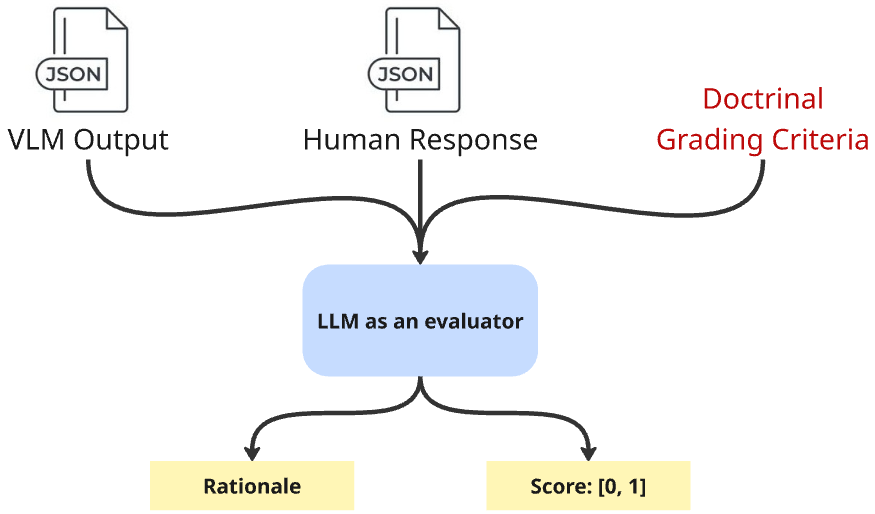 JSON
JSON
VLM Output
Human Response
Doctrinal
Grading Criteria
LLM as an evaluator
Rationale
Score: [0, 1]